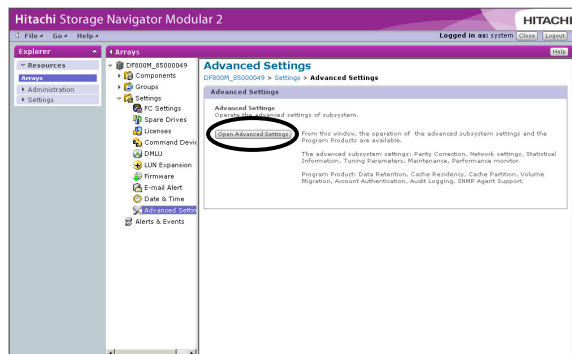 Hitachi Storage Navigator Modular 2
HITACHI
File Go Help
Logged in as: system Close Logout
Explorer
Arrays
Help
Resources
Arrays
Administration
Settings
DF800M_85000049
Components
Groups
Settings
FC Settings
Spare Drives
Licenses
Command Devic
DMLU
LUN Expansion
Firmware
E-mail Alert
Date & Time
Advanced Settin
Alerts & Events
Advanced Settings
DF800M_85000049 > Settings > Advanced Settings
Advanced Settings
Advanced Settings
Operate the advanced settings of subsystem.
Open Advanced Settings
From this window, the operation of the advanced subsystem settings and the
Program Products are available.
The advanced subsystem settings: Parity Correction, Network settings, Statistical
Information, Tuning Parameters, Maintenance, Performance monitor.
Program Product: Data Retention, Cache Residency, Cache Partition, Volume
Migration, Account Authentication, Audit Logging, SNMP Agent Support.